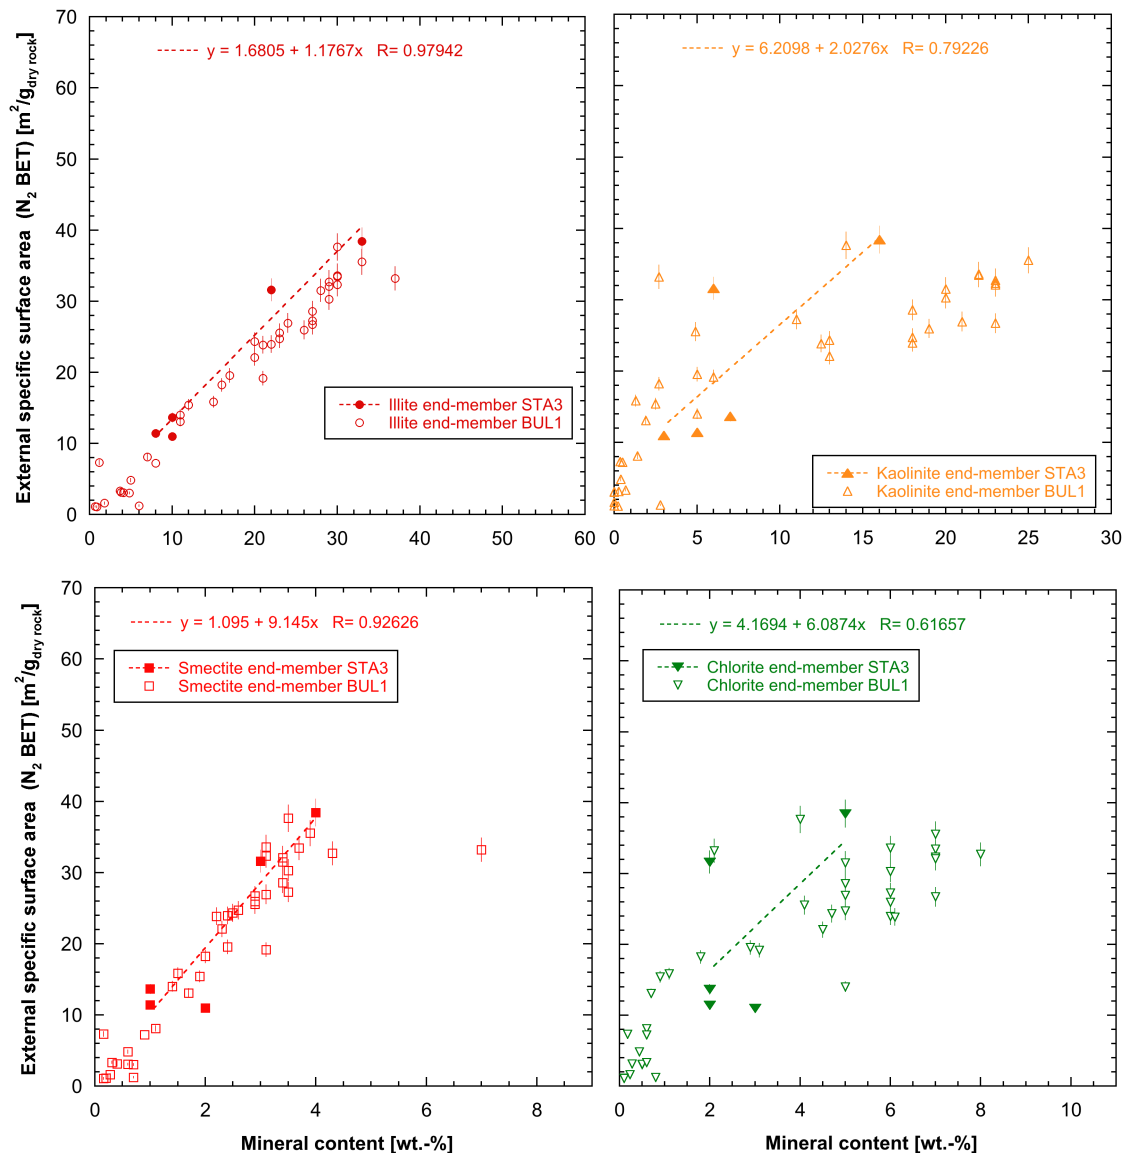 External specific surface area (N2 BET) [m²/gdry rock]
y = 1.6805 + 1.1767x R= 0.97942
Illite end-member STA3
Illite end-member BUL1
70
60
50
40
30
20
10
0
0 10 20 30 40 50 60
y = 6.2098 + 2.0276x R= 0.79226
Kaolinite end-member STA3
Kaolinite end-member BUL1
0 5 10 15 20 25 30
External specific surface area (N2 BET) [m²/gdry rock]
y = 1.095 + 9.145x R= 0.92626
Smectite end-member STA3
Smectite end-member BUL1
70
60
50
40
30
20
10
0
0 2 4 6 8
Mineral content [wt.-%]
y = 4.1694 + 6.0874x R= 0.61657
Chlorite end-member STA3
Chlorite end-member BUL1
0 2 4 6 8 10
Mineral content [wt.-%]